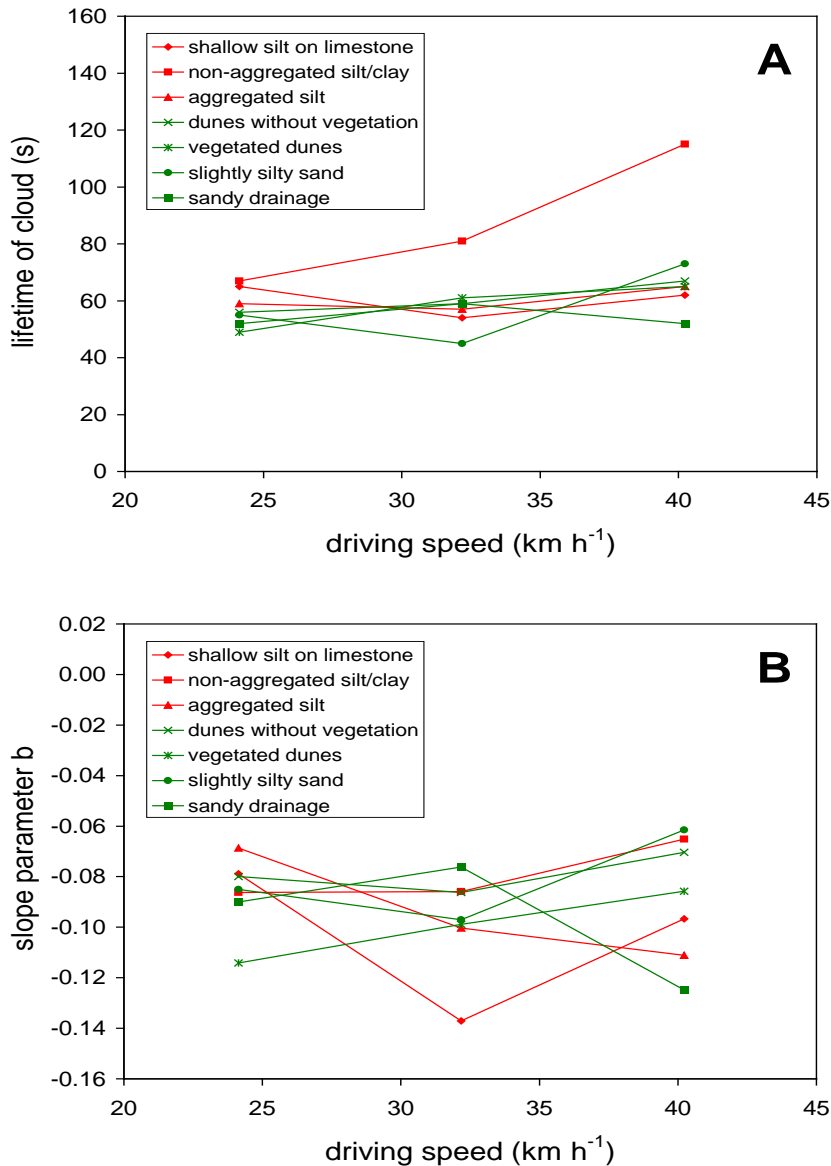 160
140
120
100
80
60
40
20
0
lifetime of cloud (s)
shallow silt on limestone
non-aggregated silt/clay
aggregated silt
dunes without vegetation
vegetated dunes
slightly silty sand
sandy drainage
A
20 25 30 35 40 45
driving speed (km h⁻¹)
0.02
0.00
-0.02
-0.04
-0.06
-0.08
-0.10
-0.12
-0.14
-0.16
slope parameter b
shallow silt on limestone
non-aggregated silt/clay
aggregated silt
dunes without vegetation
vegetated dunes
slightly silty sand
sandy drainage
B
20 25 30 35 40 45
driving speed (km h⁻¹)